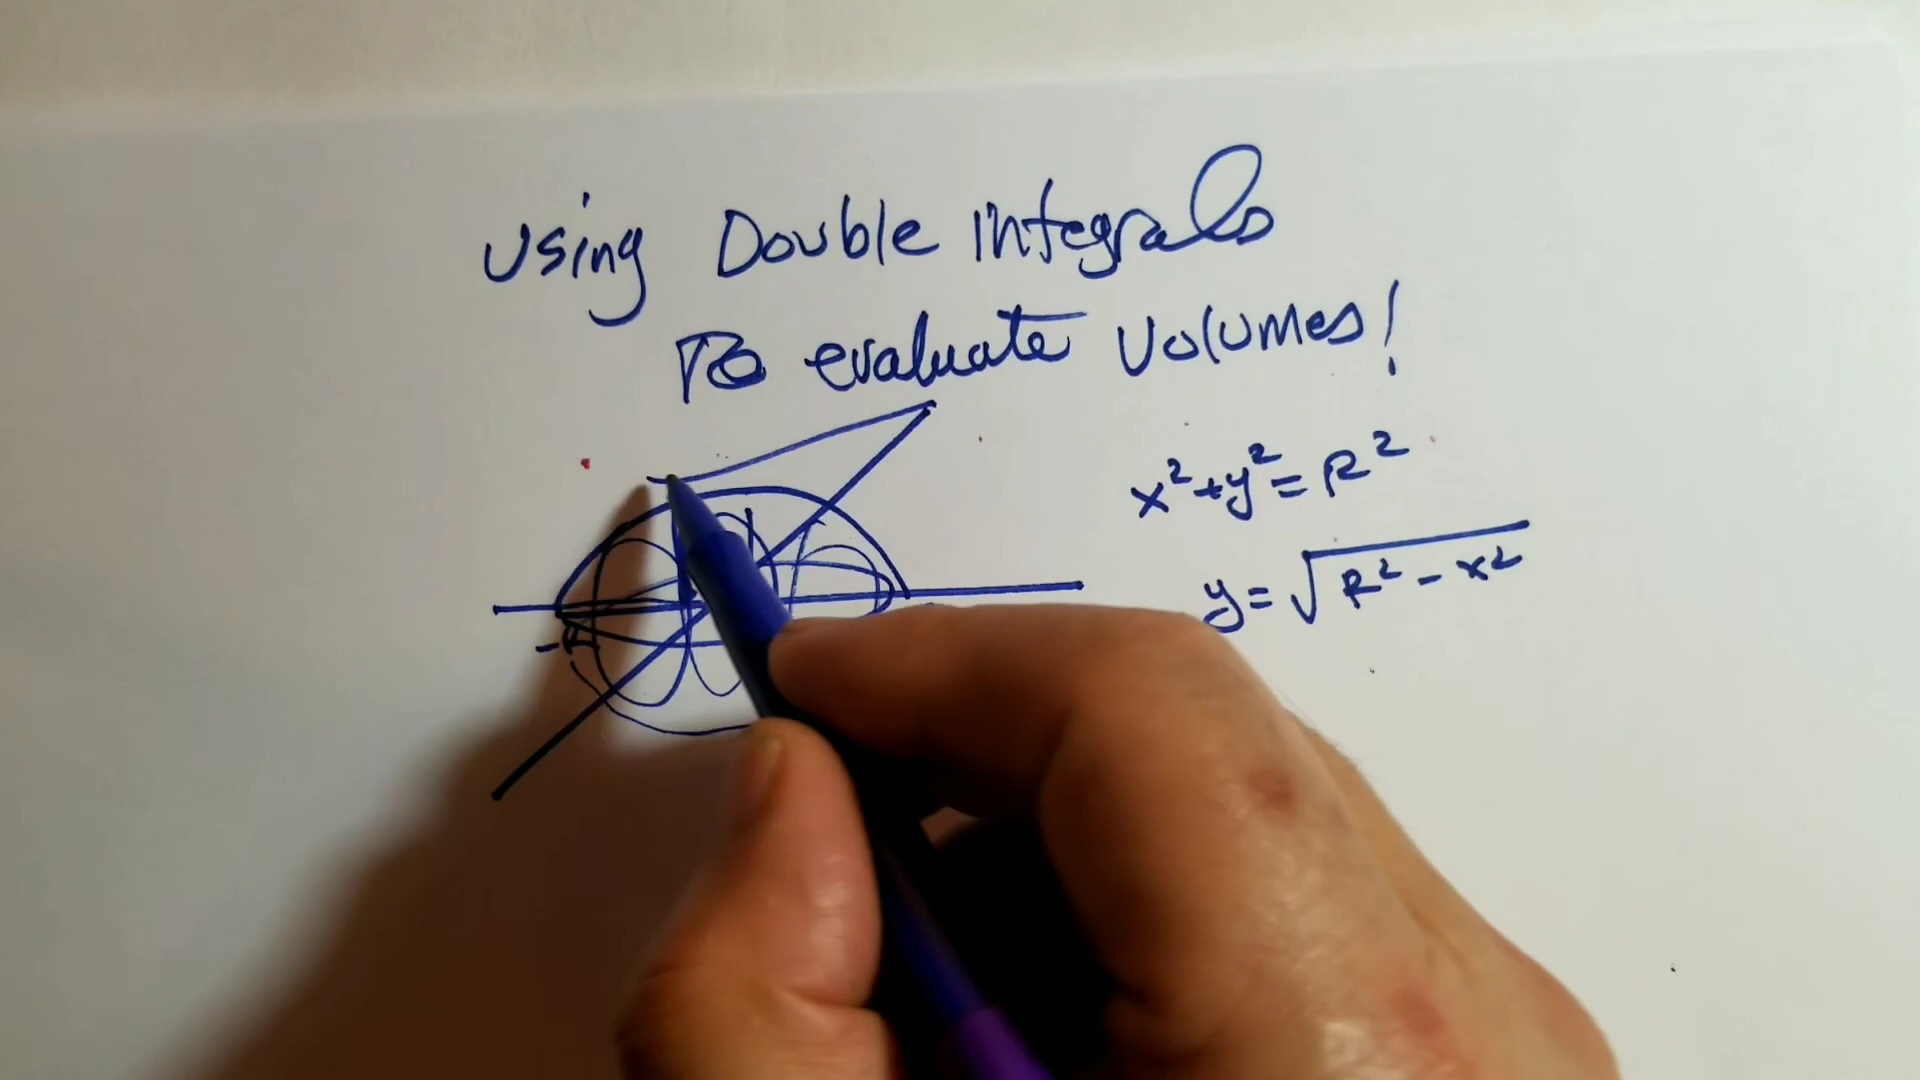 Using Double integrals
To evaluate Volumes!
x²+y²=R²
y=√R²-x²
-R